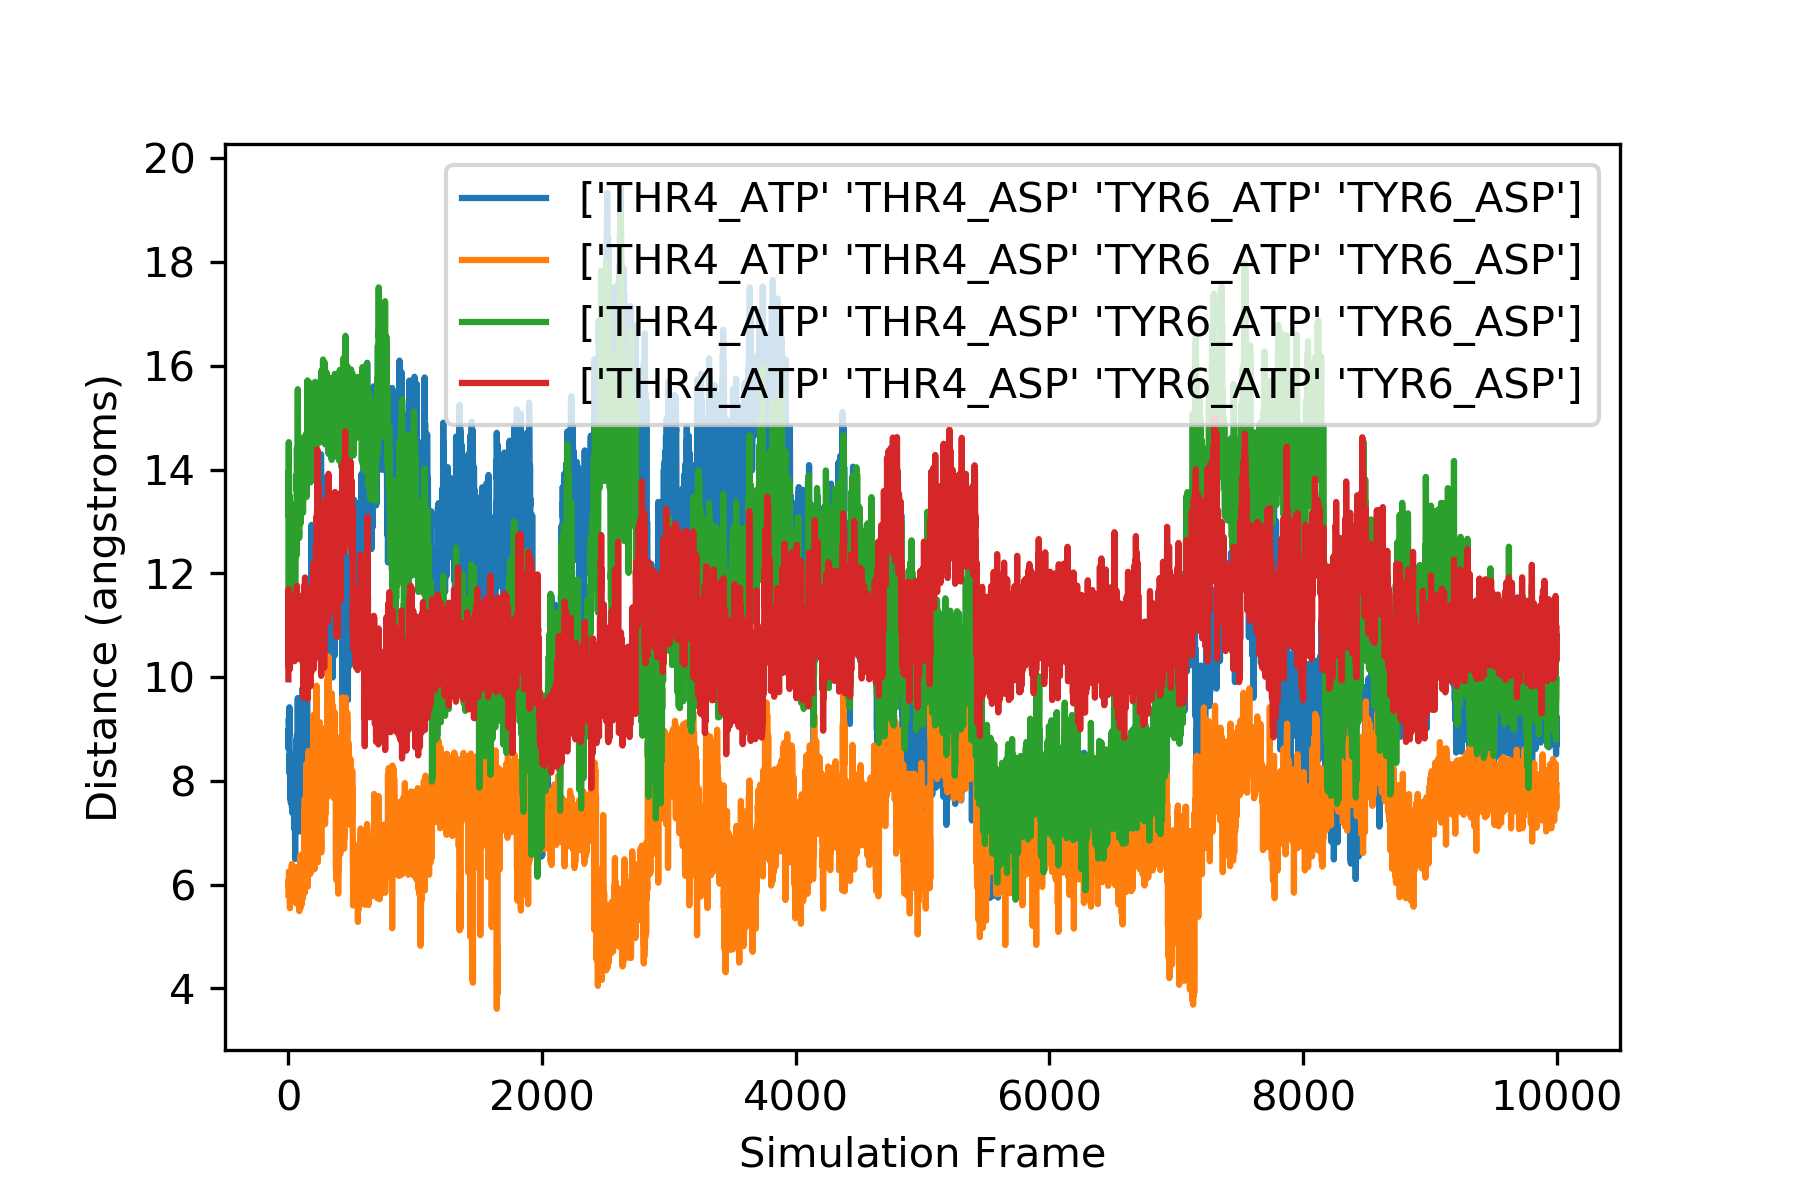 20
18
16
14
12
10
8
6
4
Distance (angstroms)
['THR4_ATP' 'THR4_ASP' 'TYR6_ATP' 'TYR6_ASP']
['THR4_ATP' 'THR4_ASP' 'TYR6_ATP' 'TYR6_ASP']
['THR4_ATP' 'THR4_ASP' 'TYR6_ATP' 'TYR6_ASP']
['THR4_ATP' 'THR4_ASP' 'TYR6_ATP' 'TYR6_ASP']
0 2000 4000 6000 8000 10000
Simulation Frame